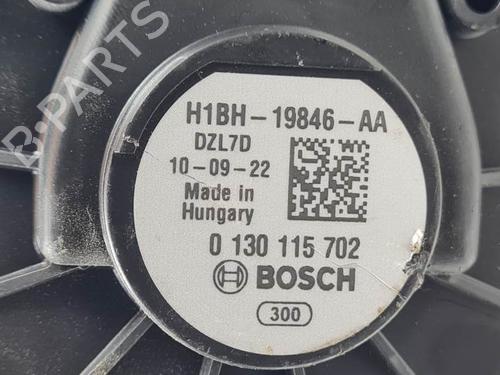 B-PARTS
H1BH-19846-AA
DZL7D
10-09-22
Made in
Hungary
0 130 115 702
BOSCH
300